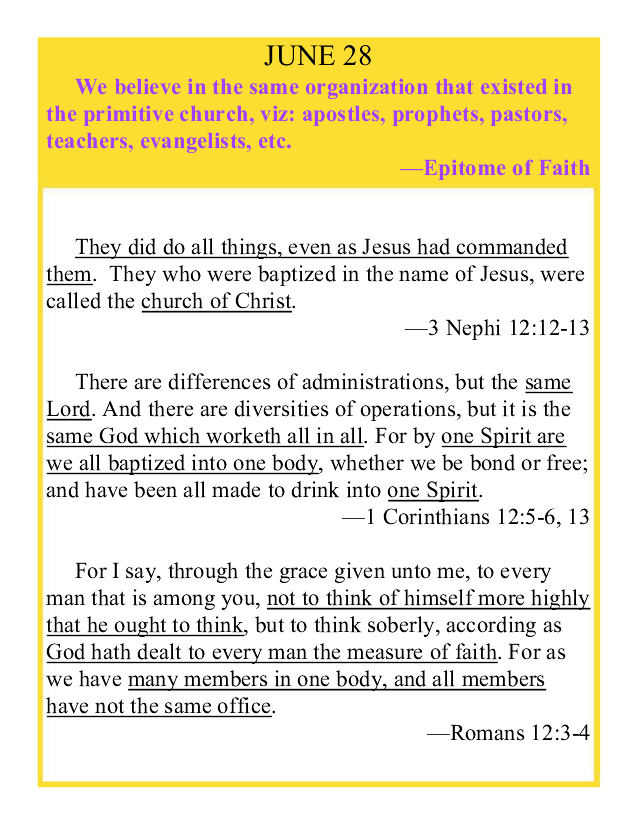 JUNE 28
We believe in the same organization that existed in
the primitive church, viz: apostles, prophets, pastors,
teachers, evangelists, etc.
—Epitome of Faith
They did do all things, even as Jesus had commanded
them. They who were baptized in the name of Jesus, were
called the church of Christ.
—3 Nephi 12:12-13
There are differences of administrations, but the same
Lord. And there are diversities of operations, but it is the
same God which worketh all in all. For by one Spirit are
we all baptized into one body, whether we be bond or free;
and have been all made to drink into one Spirit.
—1 Corinthians 12:5-6, 13
For I say, through the grace given unto me, to every
man that is among you, not to think of himself more highly
that he ought to think, but to think soberly, according as
God hath dealt to every man the measure of faith. For as
we have many members in one body, and all members
have not the same office.
—Romans 12:3-4